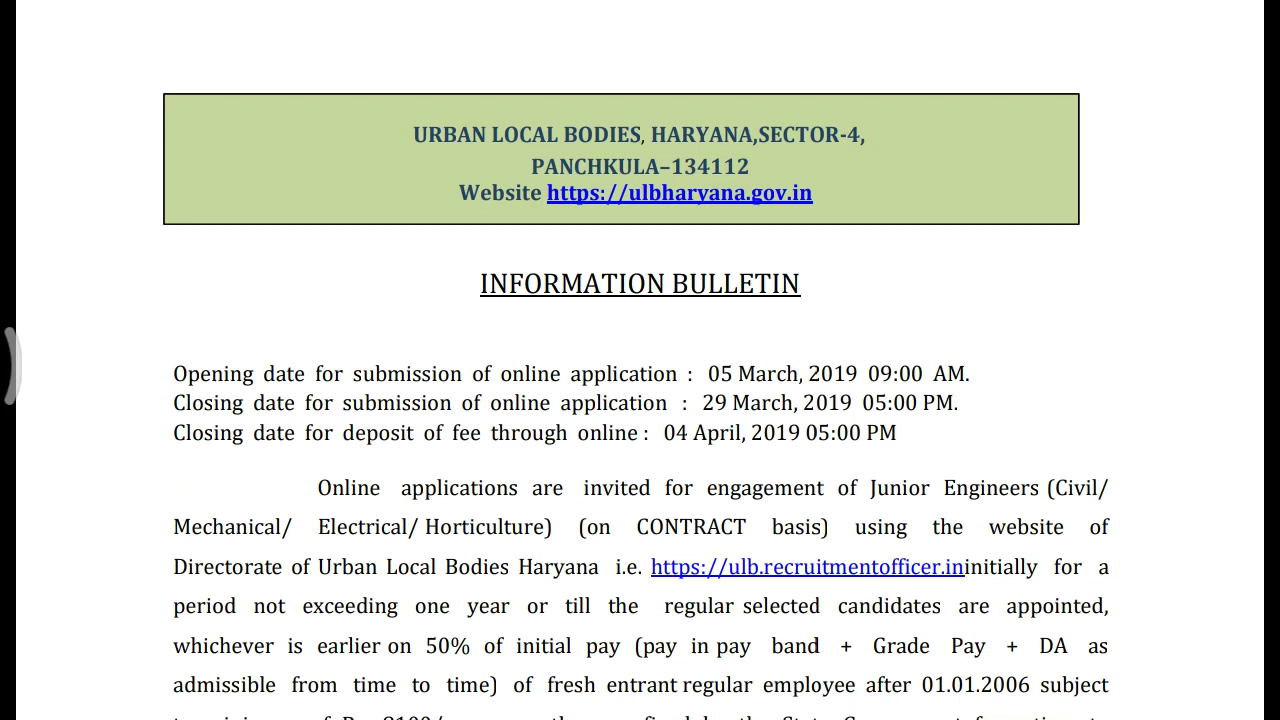 URBAN LOCAL BODIES, HARYANA,SECTOR-4,
PANCHKULA–134112
Website https://ulbharyana.gov.in
INFORMATION BULLETIN
Opening date for submission of online application : 05 March, 2019 09:00 AM.
Closing date for submission of online application : 29 March, 2019 05:00 PM.
Closing date for deposit of fee through online : 04 April, 2019 05:00 PM
Online applications are invited for engagement of Junior Engineers (Civil/
Mechanical/ Electrical/ Horticulture) (on CONTRACT basis) using the website of
Directorate of Urban Local Bodies Haryana i.e. https://ulb.recruitmentofficer.ininitially for a
period not exceeding one year or till the regular selected candidates are appointed,
whichever is earlier on 50% of initial pay (pay in pay band + Grade Pay + DA as
admissible from time to time) of fresh entrant regular employee after 01.01.2006 subject